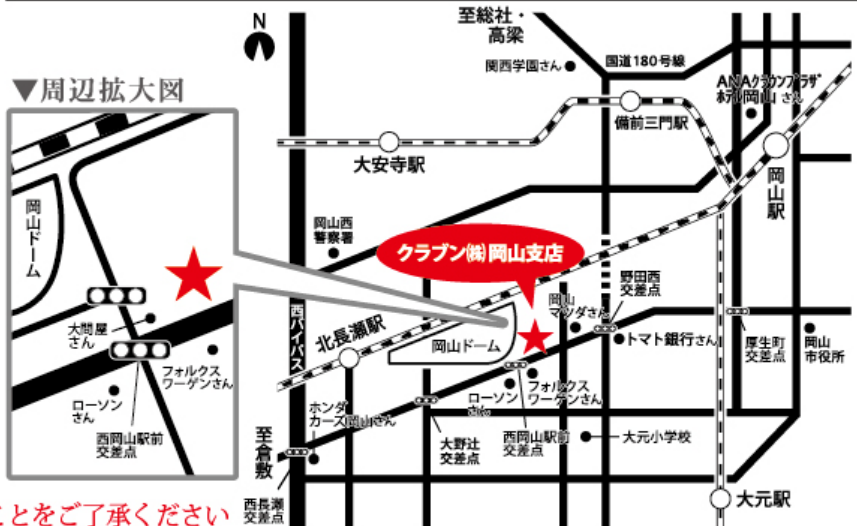 N
至総社・
高梁
国道180号線
関西学園さん
ANAクラウンプラザ
ホテル岡山さん
▼周辺拡大図
備前三門駅
大安寺駅
岡山駅
岡山ドーム
岡山西
警察署
クラブン㈱岡山支店
野田西
交差点
岡山
マツダさん
西バイパス
北長瀬駅
岡山ドーム
トマト銀行さん
厚生町
交差点
岡山
市役所
大問屋
さん
フォルクス
ワーゲンさん
ローソン
さん
西岡山駅前
交差点
フォルクス
ワーゲンさん
ローソン
さん
ホンダ
カーズ岡山さん
大野辻
交差点
西岡山駅前
交差点
大元小学校
至倉敷
西長瀬
交差点
大元駅
ことをご了承ください